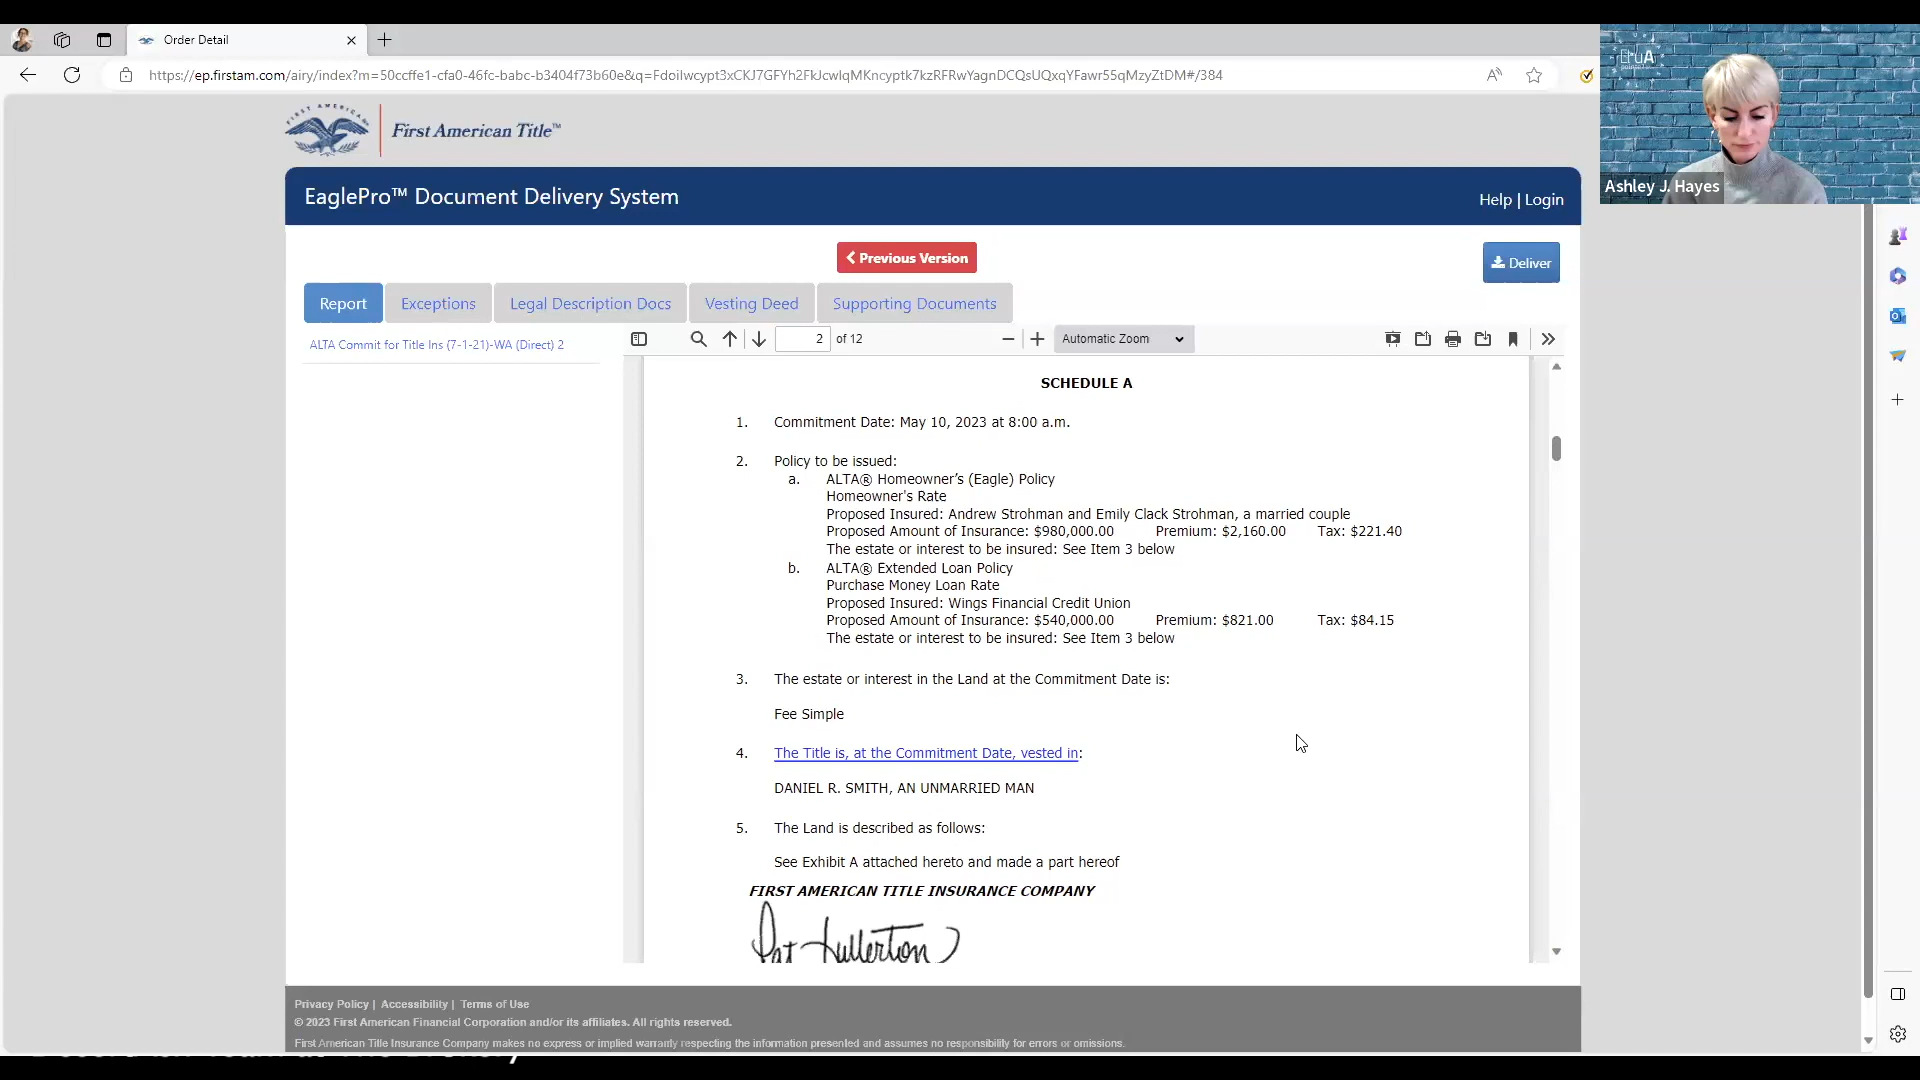 Order Detail
https://ep.firstam.com/airy/index?m=50ccffe1-cfa0-46fc-babc-b3404f73b60e&q=FdoiIwcypt3xCKJ7GFYh2FkJcwIqMKncyptk7kzRFRwYagnDCQsUQxqYFawr55qMzyZtDM#/384
Ashley J. Hayes
FIRST AMERICAN
First American Title™
EaglePro™ Document Delivery System
Help | Login
Previous Version
Deliver
Report
Exceptions
Legal Description Docs
Vesting Deed
Supporting Documents
ALTA Commit for Title Ins (7-1-21)-WA (Direct) 2
2 of 12
Automatic Zoom
SCHEDULE A
1. Commitment Date: May 10, 2023 at 8:00 a.m.
2. Policy to be issued:
a. ALTA® Homeowner's (Eagle) Policy
Homeowner's Rate
Proposed Insured: Andrew Strohman and Emily Clack Strohman, a married couple
Proposed Amount of Insurance: $980,000.00 Premium: $2,160.00 Tax: $221.40
The estate or interest to be insured: See Item 3 below
b. ALTA® Extended Loan Policy
Purchase Money Loan Rate
Proposed Insured: Wings Financial Credit Union
Proposed Amount of Insurance: $540,000.00 Premium: $821.00 Tax: $84.15
The estate or interest to be insured: See Item 3 below
3. The estate or interest in the Land at the Commitment Date is:
Fee Simple
4. The Title is, at the Commitment Date, vested in:
DANIEL R. SMITH, AN UNMARRIED MAN
5. The Land is described as follows:
See Exhibit A attached hereto and made a part hereof
FIRST AMERICAN TITLE INSURANCE COMPANY
Pat Fullerton
Privacy Policy | Accessibility | Terms of Use
© 2023 First American Financial Corporation and/or its affiliates. All rights reserved.
First American Title Insurance Company makes no express or implied warranty respecting the information presented and assumes no responsibility for errors or omissions.